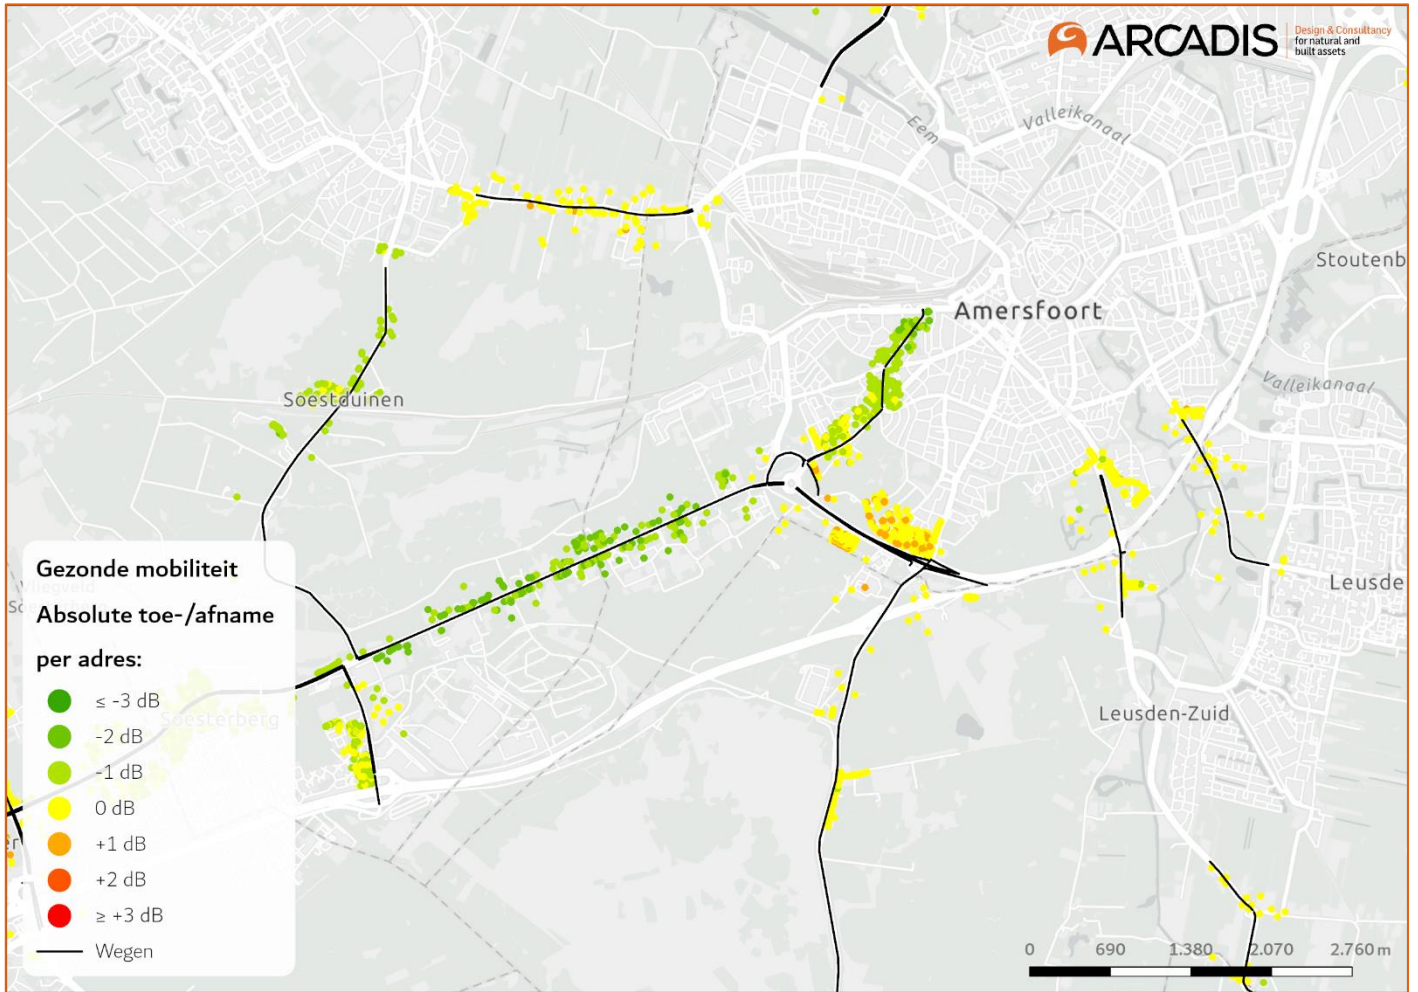 ARCADIS
Design & Consultancy
for natural and
built assets
Eem
Valleikanaal
Stoutenb
Amersfoort
Valleikanaal
Soestduinen
Gezonde mobiliteit
Absolute toe-/afname
per adres:
≤ -3 dB
-2 dB
-1 dB
0 dB
+1 dB
+2 dB
≥ +3 dB
Wegen
Vliegveld
Soesterberg
Leusde
Leusden-Zuid
0 690 1.380 2.070 2.760 m